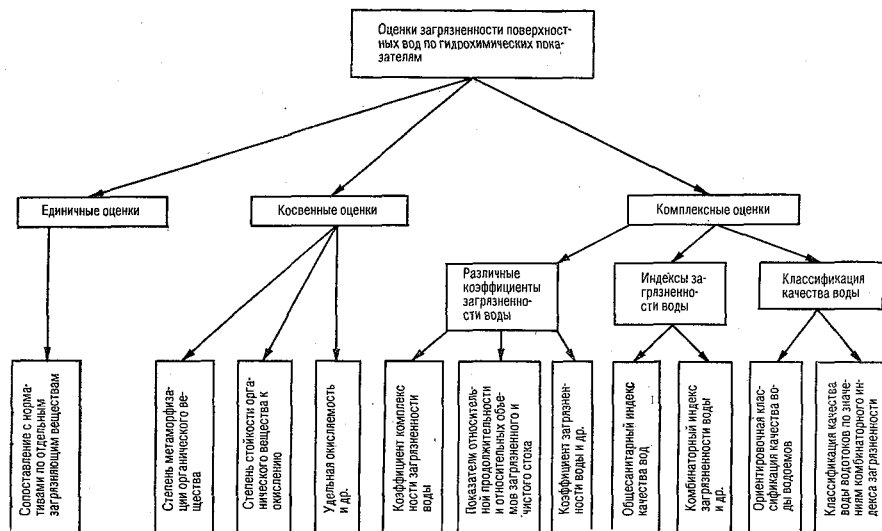 Оценки загрязненности поверхност-
ных вод по гидрохимических пока-
зателям
Единичные оценки
Косвенные оценки
Комплексные оценки
Различные
коэффициенты
загрязненно-
сти воды
Индексы за-
грязненно-
сти воды
Классификация
качества воды
Сопоставление с норма-
тивами по отдельным
загрязняющим веществам
Степень метаморфиза-
ции органического ве-
щества
Степень стойкости орга-
нического вещества к
окислению
Удельная окисляемость
и др.
Коэффициент комплекс
ности загрязненности
воды
Показатели относитель-
ной продолжительности
и относительных объе-
мов загрязненного и
чистого стока
Коэффициент загрязнен-
ности воды и др.
Общесанитарный индекс
качества вод
Комбинаторный индекс
загрязненности воды
и др.
Ориентировочная клас-
сификация качества во-
ды водоемов
Классификация качества
воды водотоков по значе-
ниям комбинаторного ин-
декса загрязненности